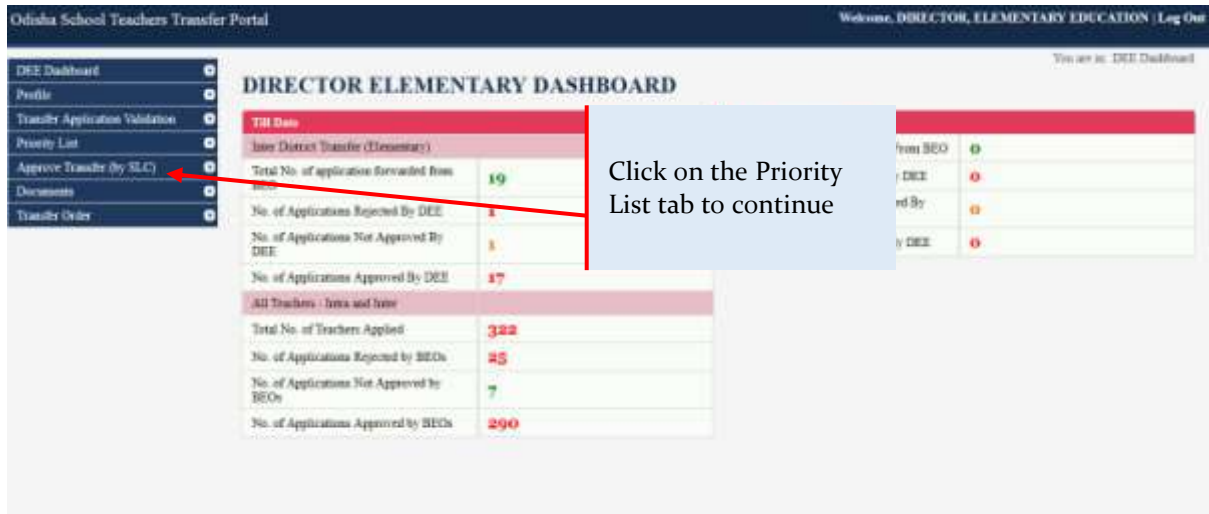 Odisha School Teachers Transfer Portal
Welcome, DIRECTOR, ELEMENTARY EDUCATION | Log Out
You are in: DEE Dashboard
DEE Dashboard
Profile
Transfer Application Validation
Priority List
Approve Transfer (by SLC)
Documents
Transfer Order
DIRECTOR ELEMENTARY DASHBOARD
Till Date
Inter District Transfer (Elementary)
Total No. of application forwarded from
BEO
19
No. of Applications Rejected By DEE
1
No. of Applications Not Approved By
DEE
1
No. of Applications Approved By DEE
17
All Teachers - Intra and Inter
Total No. of Teachers Applied
322
No. of Applications Rejected by BEOs
25
No. of Applications Not Approved by
BEOs
7
No. of Applications Approved by BEOs
290
Click on the Priority
List tab to continue
From BEO
0
DEE
0
ed By
0
y DEE
0